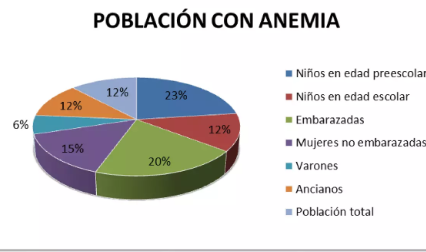 POBLACIÓN CON ANEMIA
12%
23%
12%
6%
12%
15%
20%
Niños en edad preescolar
Niños en edad escolar
Embarazadas
Mujeres no embarazadas
Varones
Ancianos
Población total